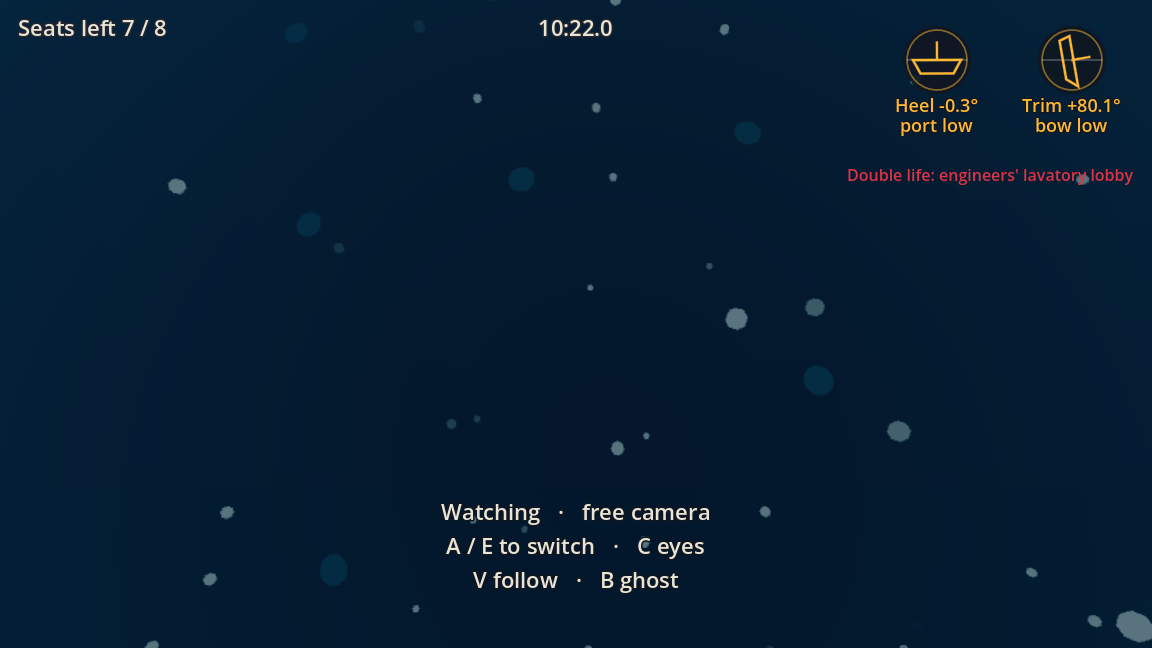 Seats left 7 / 8
10:22.0
Heel -0.3°
port low
Trim +80.1°
bow low
Double life: engineers' lavatory lobby
Watching · free camera
A / E to switch · C eyes
V follow · B ghost